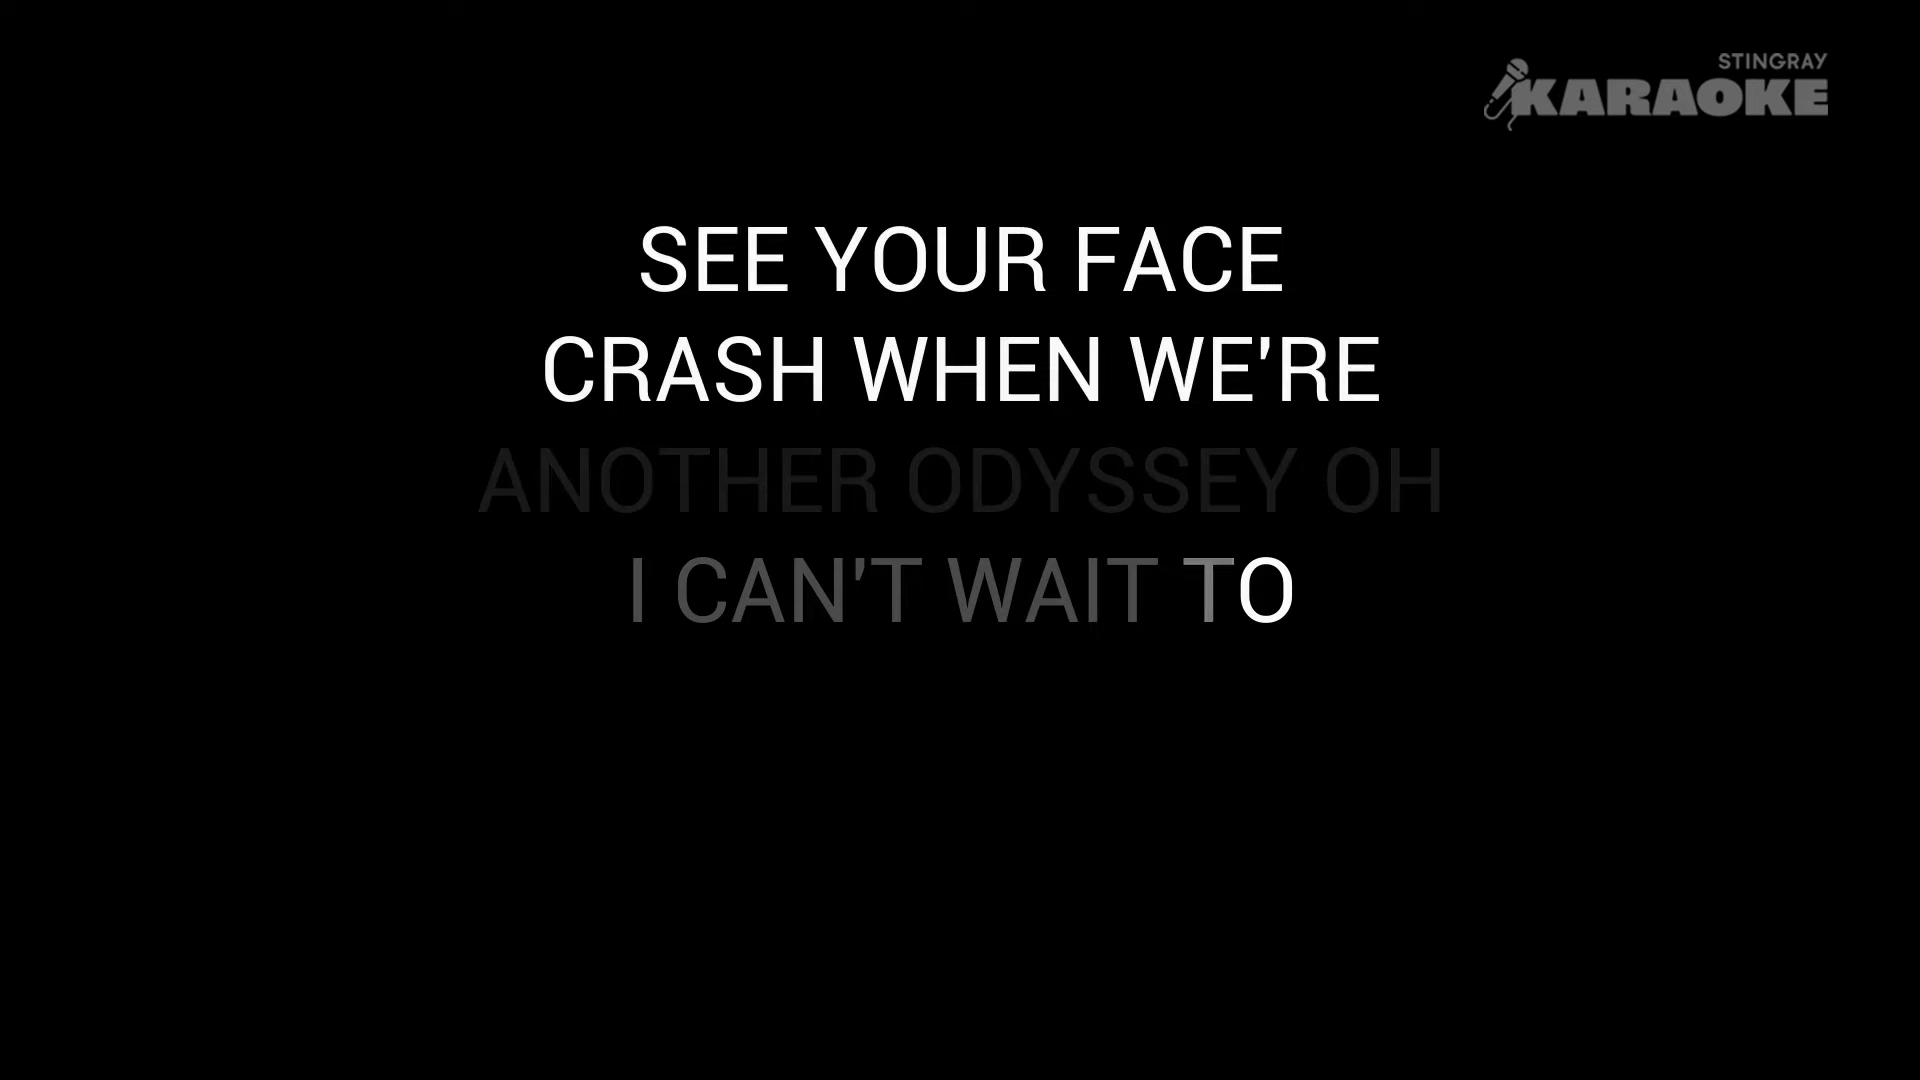 STINGRAY
KARAOKE
SEE YOUR FACE
CRASH WHEN WE'RE
ANOTHER ODYSSEY OH
I CAN'T WAIT TO